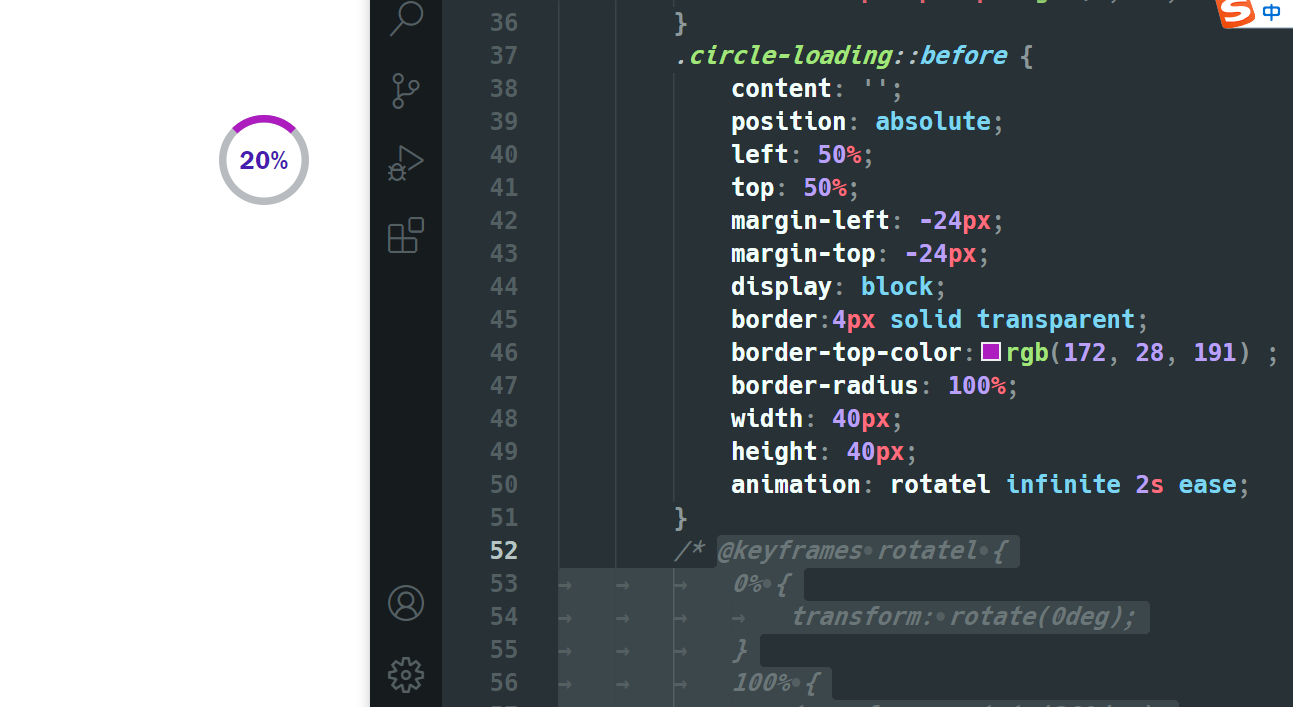 20%
中
36 }
37 .circle-loading::before {
38 content: '';
39 position: absolute;
40 left: 50%;
41 top: 50%;
42 margin-left: -24px;
43 margin-top: -24px;
44 display: block;
45 border:4px solid transparent;
46 border-top-color:rgb(172, 28, 191) ;
47 border-radius: 100%;
48 width: 40px;
49 height: 40px;
50 animation: rotatel infinite 2s ease;
51 }
52 /* @keyframes rotatel {
53 0% {
54 transform: rotate(0deg);
55 }
56 100% {